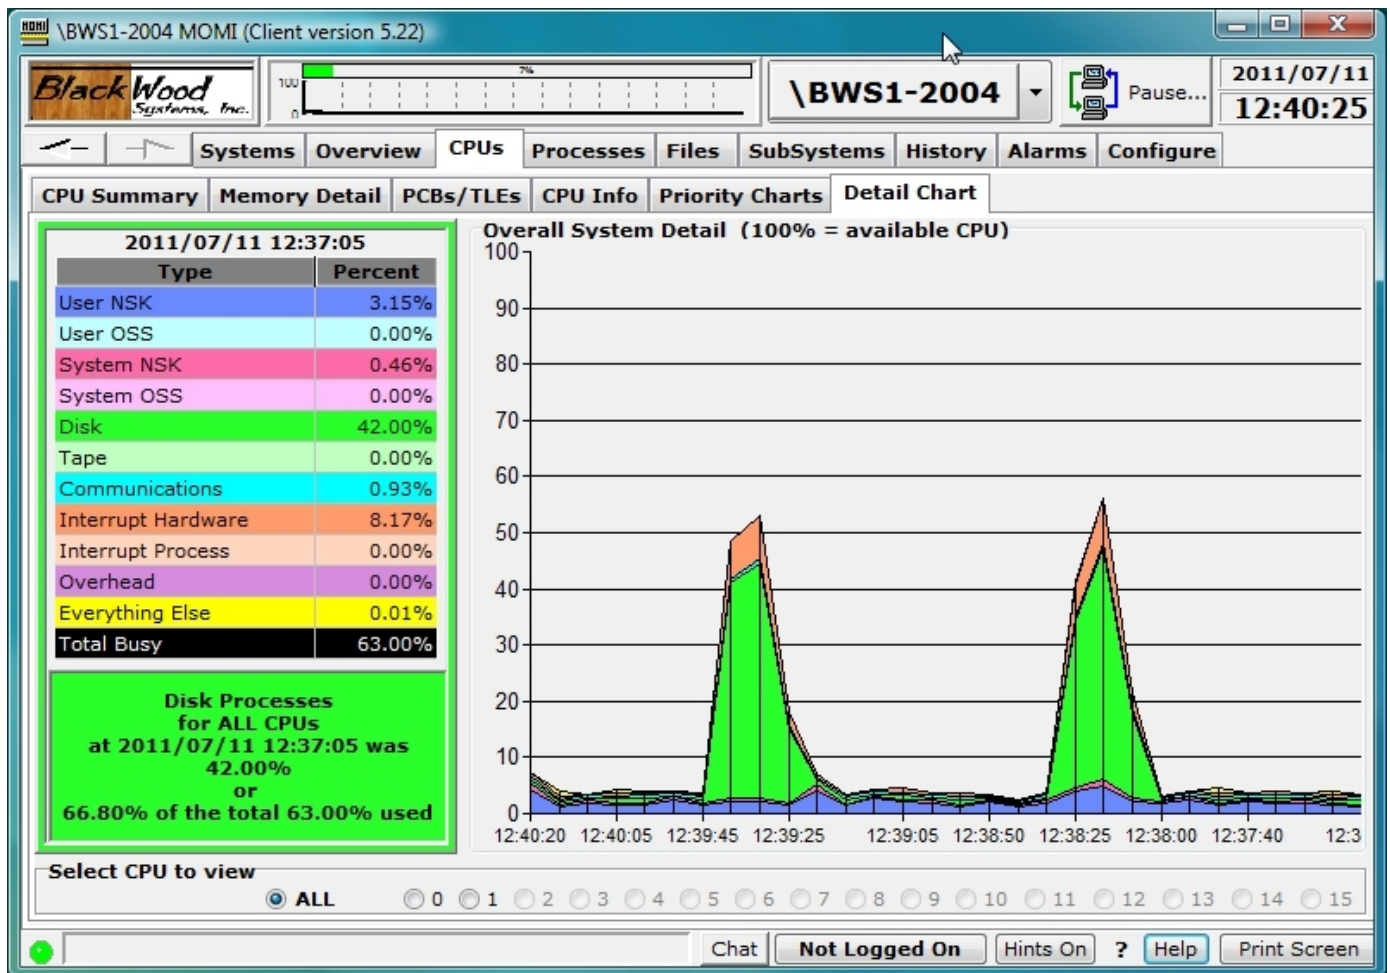 \BWS1-2004 MOMI (Client version 5.22)
MOMI
BlackWood
Systems, Inc.
100
0
7%
\BWS1-2004
Pause...
2011/07/11
12:40:25
Systems Overview CPUs Processes Files SubSystems History Alarms Configure
CPU Summary Memory Detail PCBs/TLEs CPU Info Priority Charts Detail Chart
2011/07/11 12:37:05
Type Percent
User NSK 3.15%
User OSS 0.00%
System NSK 0.46%
System OSS 0.00%
Disk 42.00%
Tape 0.00%
Communications 0.93%
Interrupt Hardware 8.17%
Interrupt Process 0.00%
Overhead 0.00%
Everything Else 0.01%
Total Busy 63.00%
Disk Processes
for ALL CPUs
at 2011/07/11 12:37:05 was
42.00%
or
66.80% of the total 63.00% used
Overall System Detail (100% = available CPU)
100
90
80
70
60
50
40
30
20
10
0
12:40:20 12:40:05 12:39:45 12:39:25 12:39:05 12:38:50 12:38:25 12:38:00 12:37:40 12:3
Select CPU to view
ALL 0 1 2 3 4 5 6 7 8 9 10 11 12 13 14 15
Chat Not Logged On Hints On ? Help Print Screen